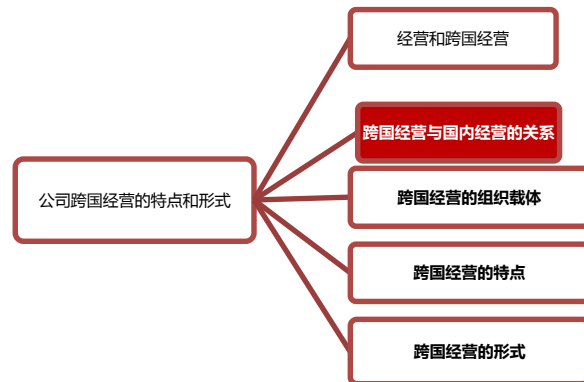 经营和跨国经营
跨国经营与国内经营的关系
公司跨国经营的特点和形式
跨国经营的组织载体
跨国经营的特点
跨国经营的形式